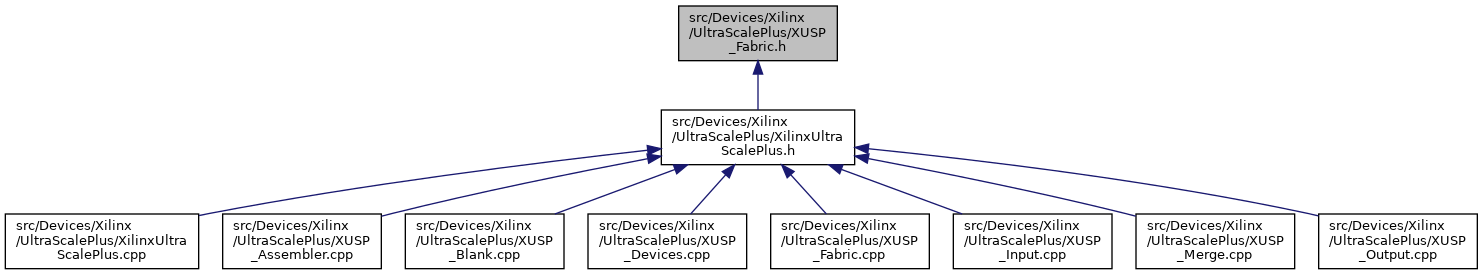 src/Devices/Xilinx
/UltraScalePlus/XUSP
_Fabric.h
src/Devices/Xilinx
/UltraScalePlus/XilinxUltra
ScalePlus.h
src/Devices/Xilinx
/UltraScalePlus/XilinxUltra
ScalePlus.cpp
src/Devices/Xilinx
/UltraScalePlus/XUSP
_Assembler.cpp
src/Devices/Xilinx
/UltraScalePlus/XUSP
_Blank.cpp
src/Devices/Xilinx
/UltraScalePlus/XUSP
_Devices.cpp
src/Devices/Xilinx
/UltraScalePlus/XUSP
_Fabric.cpp
src/Devices/Xilinx
/UltraScalePlus/XUSP
_Input.cpp
src/Devices/Xilinx
/UltraScalePlus/XUSP
_Merge.cpp
src/Devices/Xilinx
/UltraScalePlus/XUSP
_Output.cpp